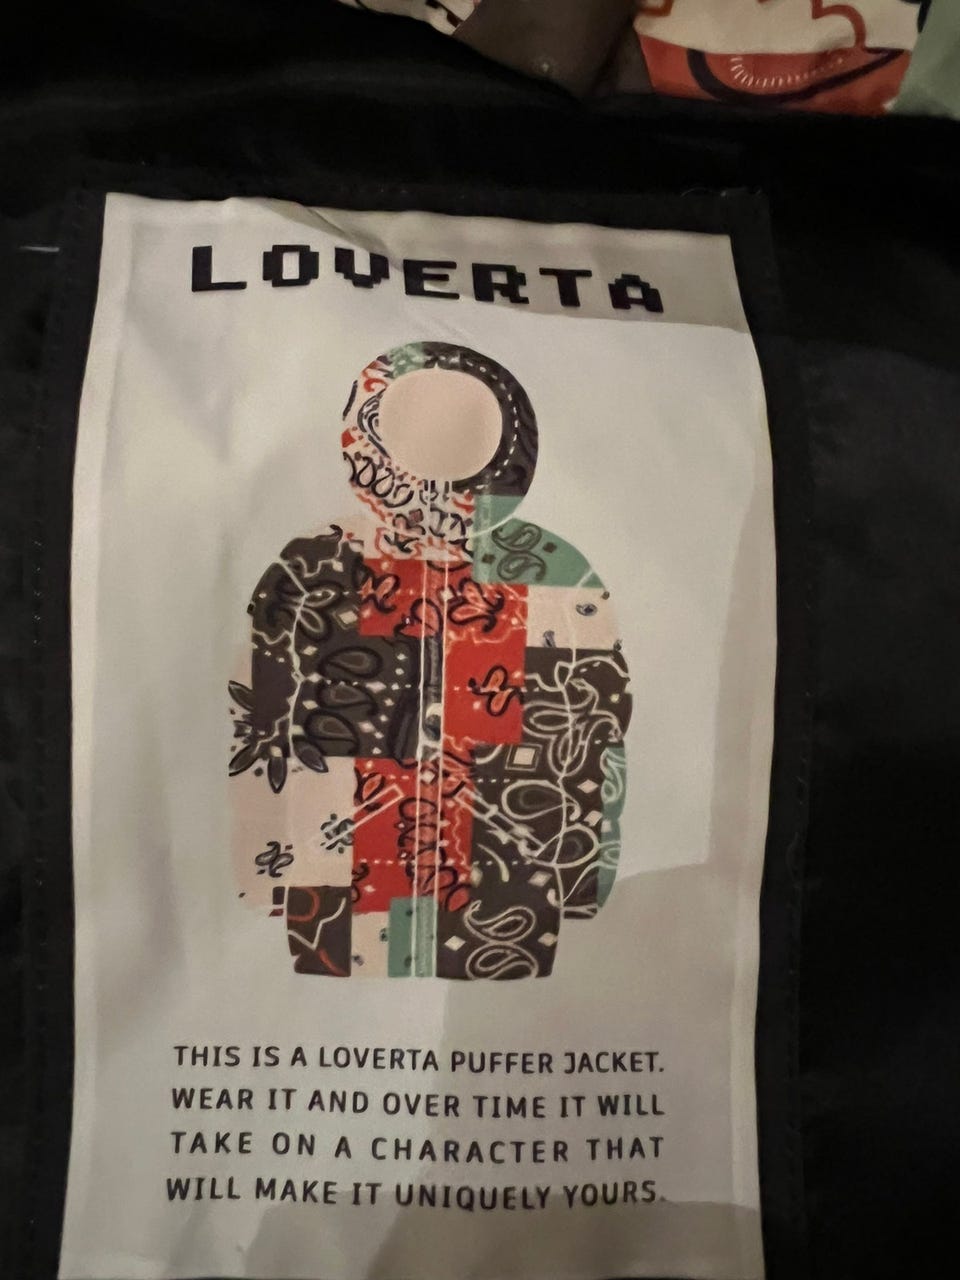 LOVERTA
THIS IS A LOVERTA PUFFER JACKET.
WEAR IT AND OVER TIME IT WILL
TAKE ON A CHARACTER THAT
WILL MAKE IT UNIQUELY YOURS.